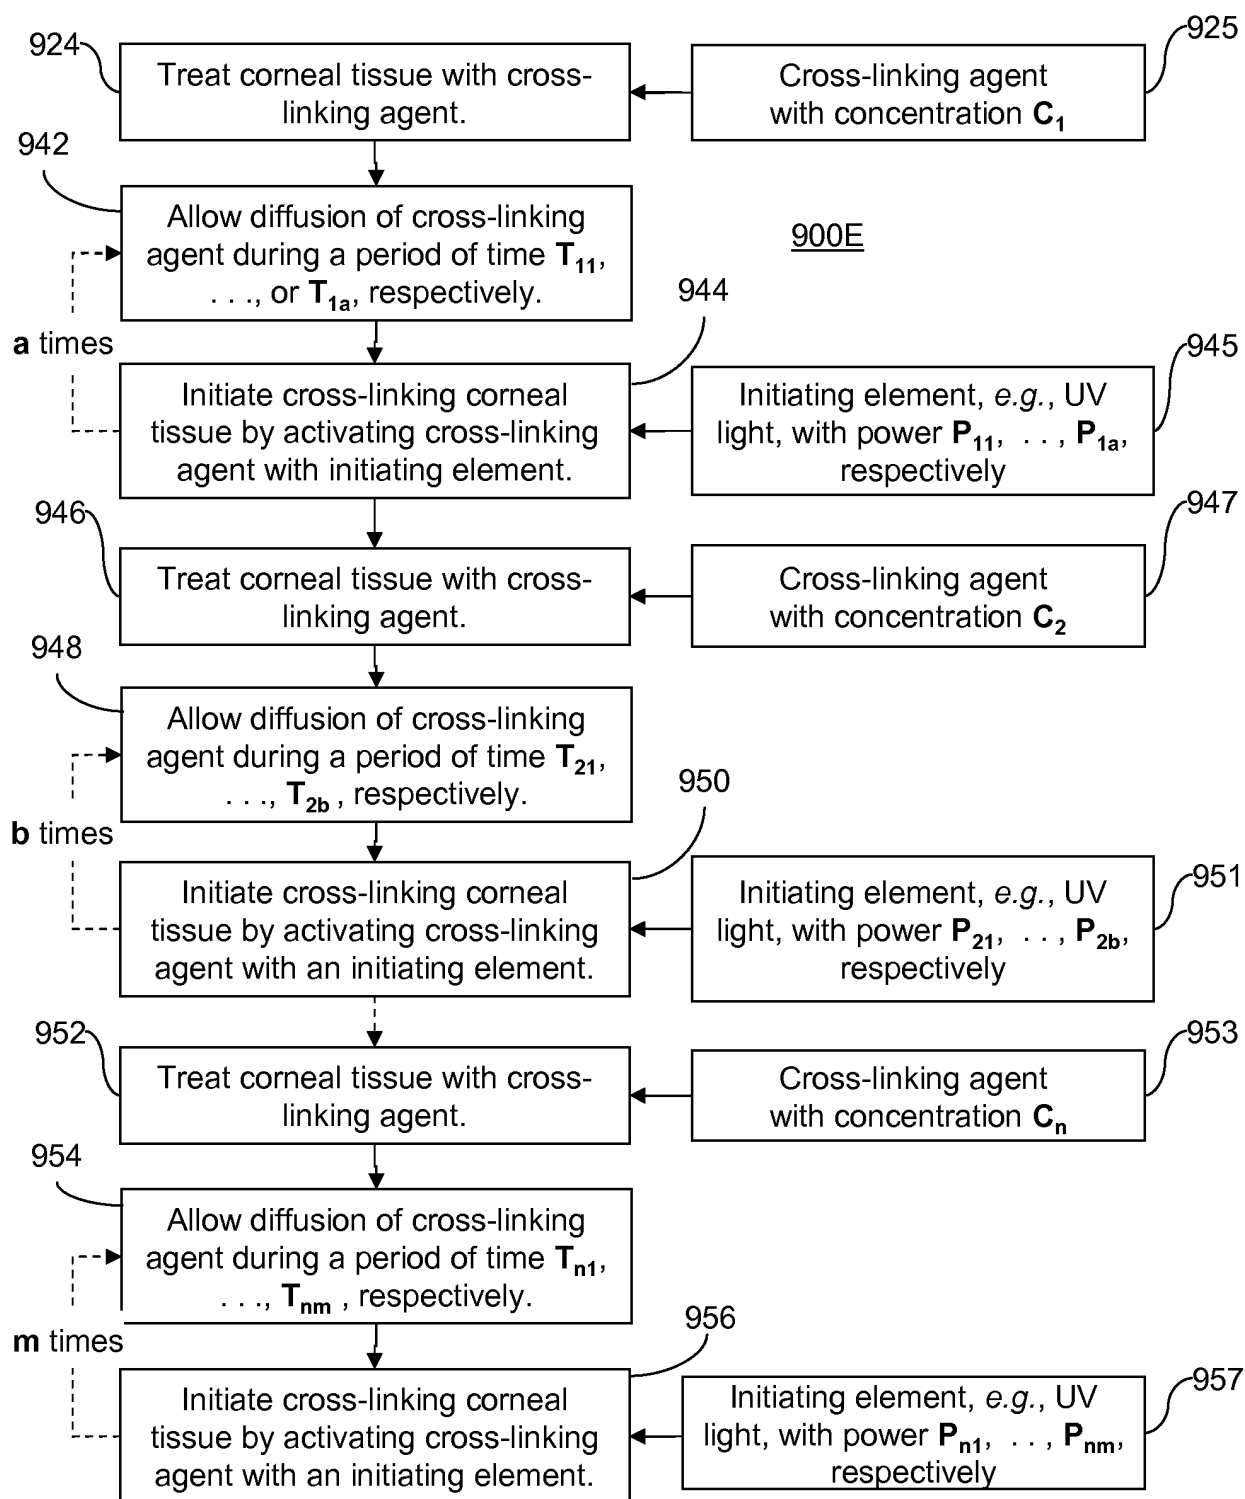 924
Treat corneal tissue with cross-
linking agent.
Cross-linking agent
with concentration C1
925
942
Allow diffusion of cross-linking
agent during a period of time T11,
. . ., or T1a, respectively.
900E
a times
944
Initiate cross-linking corneal
tissue by activating cross-linking
agent with initiating element.
Initiating element, e.g., UV
light, with power P11, . . , P1a,
respectively
945
946
Treat corneal tissue with cross-
linking agent.
Cross-linking agent
with concentration C2
947
948
Allow diffusion of cross-linking
agent during a period of time T21,
. . ., T2b , respectively.
b times
950
Initiate cross-linking corneal
tissue by activating cross-linking
agent with an initiating element.
Initiating element, e.g., UV
light, with power P21, . . , P2b,
respectively
951
952
Treat corneal tissue with cross-
linking agent.
Cross-linking agent
with concentration Cn
953
954
Allow diffusion of cross-linking
agent during a period of time Tn1,
. . ., Tnm , respectively.
m times
956
Initiate cross-linking corneal
tissue by activating cross-linking
agent with an initiating element.
Initiating element, e.g., UV
light, with power Pn1, . . , Pnm,
respectively
957